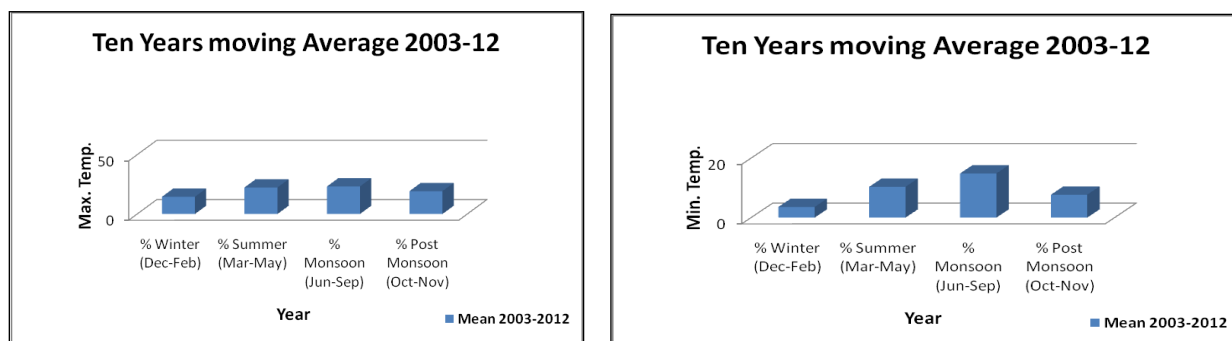 Ten Years moving Average 2003-12
Max. Temp.
50
0
% Winter
(Dec-Feb)
% Summer
(Mar-May)
%
Monsoon
(Jun-Sep)
% Post
Monsoon
(Oct-Nov)
Year
Mean 2003-2012
Ten Years moving Average 2003-12
Min. Temp.
20
0
% Winter
(Dec-Feb)
% Summer
(Mar-May)
%
Monsoon
(Jun-Sep)
% Post
Monsoon
(Oct-Nov)
Year
Mean 2003-2012